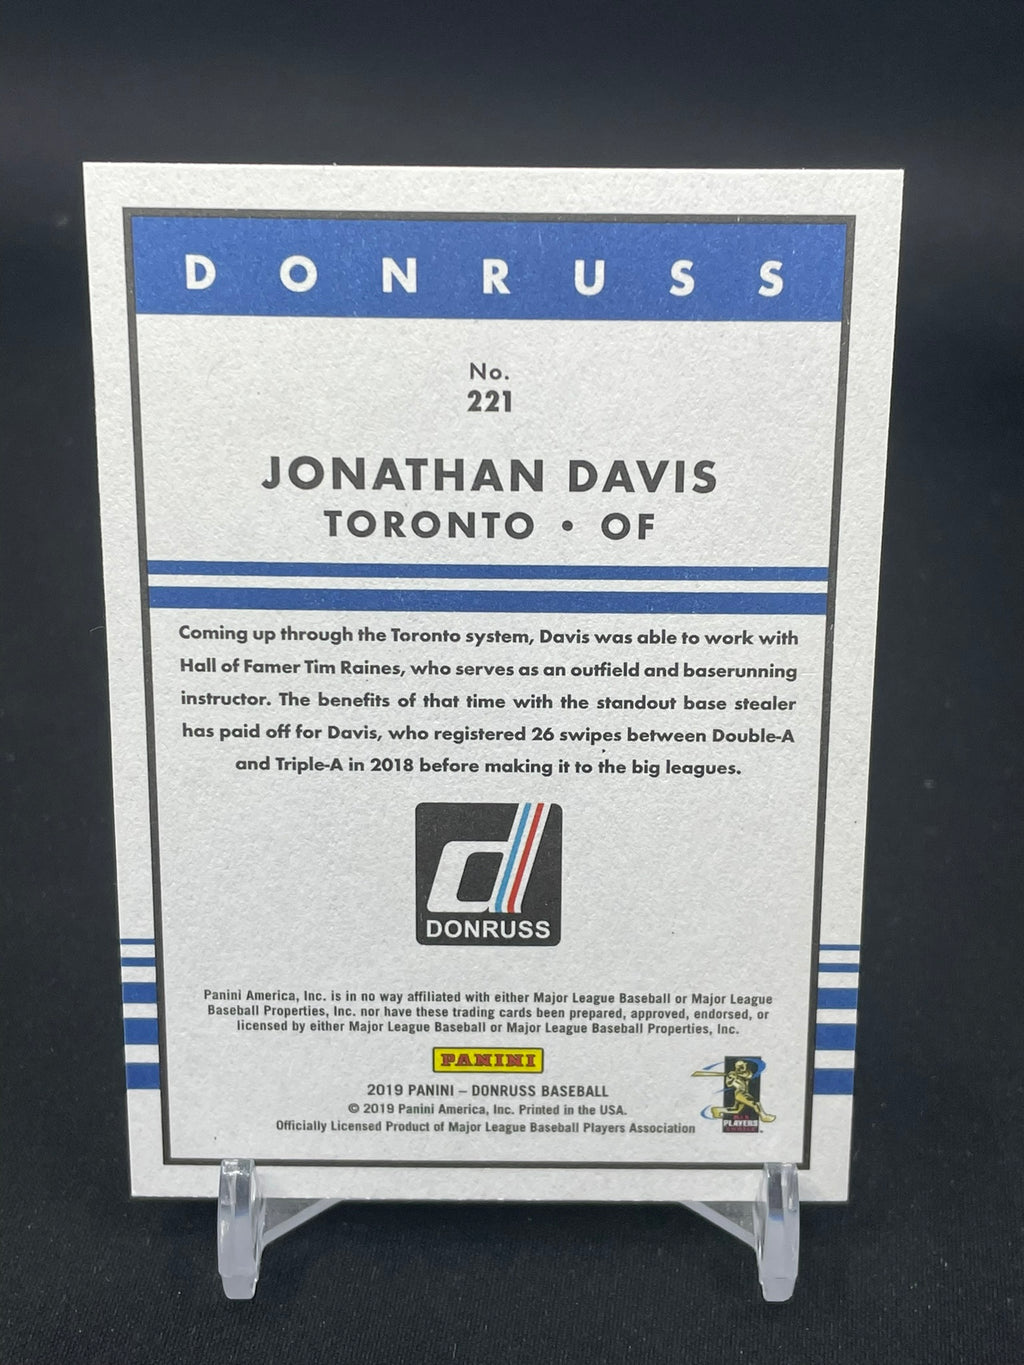 DONRUSS
No.
221
JONATHAN DAVIS
TORONTO • OF
Coming up through the Toronto system, Davis was able to work with
Hall of Famer Tim Raines, who serves as an outfield and baserunning
instructor. The benefits of that time with the standout base stealer
has paid off for Davis, who registered 26 swipes between Double-A
and Triple-A in 2018 before making it to the big leagues.
d
DONRUSS
Panini America, Inc. is in no way affiliated with either Major League Baseball or Major League
Baseball Properties, Inc. nor have these trading cards been prepared, approved, endorsed, or
licensed by either Major League Baseball or Major League Baseball Properties, Inc.
PANINI
2019 PANINI – DONRUSS BASEBALL
© 2019 Panini America, Inc. Printed in the USA.
Officially Licensed Product of Major League Baseball Players Association
PLAYERS